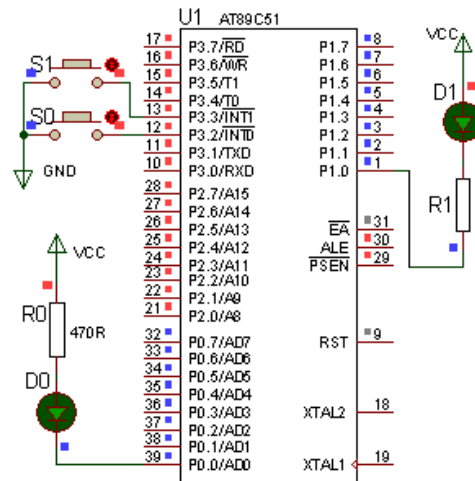 U1 AT89C51
17 P3.7/RD
16 P3.6/WR
15 P3.5/T1
14 P3.4/T0
13 P3.3/INT1
12 P3.2/INT0
11 P3.1/TXD
10 P3.0/RXD
28 P2.7/A15
27 P2.6/A14
26 P2.5/A13
25 P2.4/A12
24 P2.3/A11
23 P2.2/A10
22 P2.1/A9
21 P2.0/A8
32 P0.7/AD7
33 P0.6/AD6
34 P0.5/AD5
35 P0.4/AD4
36 P0.3/AD3
37 P0.2/AD2
38 P0.1/AD1
39 P0.0/AD0
P1.7 8
P1.6 7
P1.5 6
P1.4 5
P1.3 4
P1.2 3
P1.1 2
P1.0 1
EA 31
ALE 30
PSEN 29
RST 9
XTAL2 18
XTAL1 19
S1
S0
GND
VCC
R0
470R
D0
VCC
D1
R1